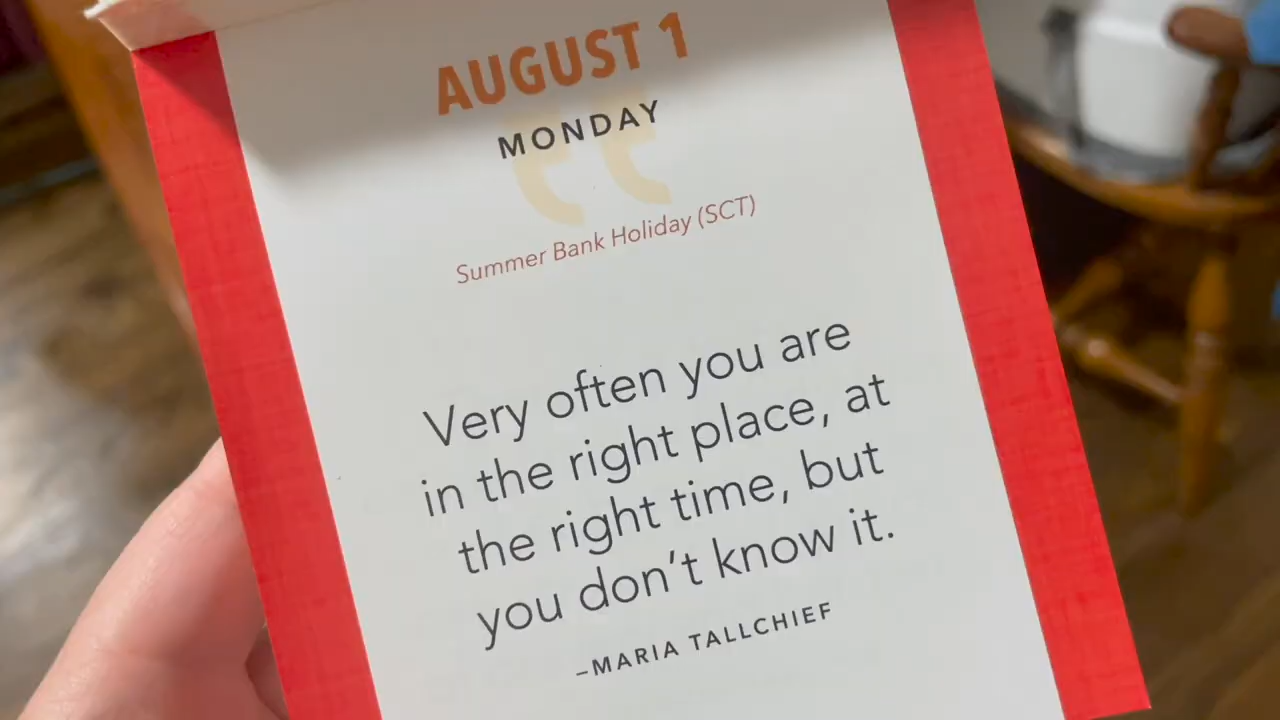 AUGUST 1
MONDAY
Summer Bank Holiday (SCT)
Very often you are
in the right place, at
the right time, but
you don’t know it.
–MARIA TALLCHIEF